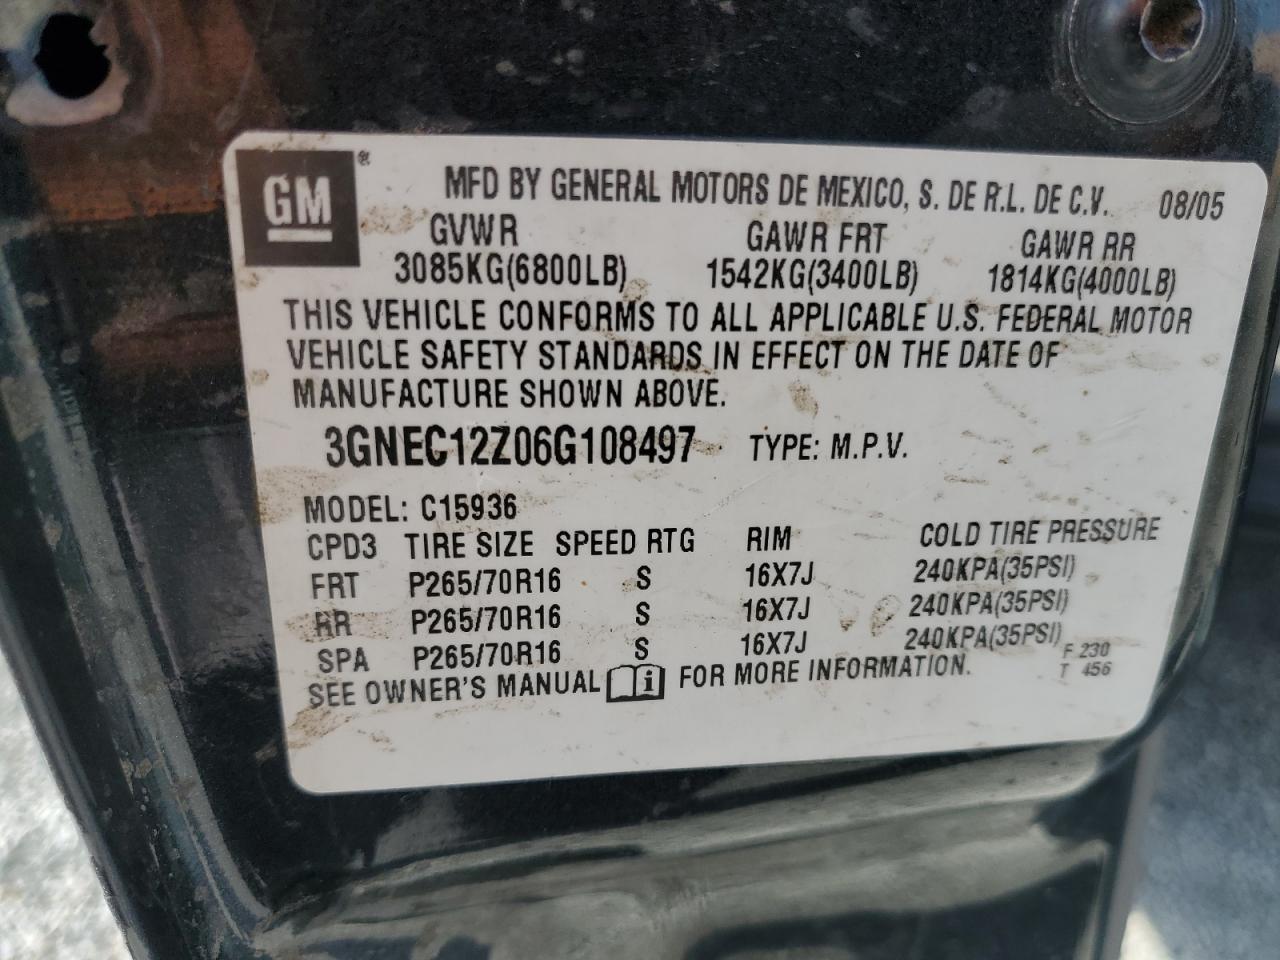 GM®
MFD BY GENERAL MOTORS DE MEXICO, S. DE R.L. DE C.V. 08/05
GVWR GAWR FRT GAWR RR
3085KG(6800LB) 1542KG(3400LB) 1814KG(4000LB)
THIS VEHICLE CONFORMS TO ALL APPLICABLE U.S. FEDERAL MOTOR
VEHICLE SAFETY STANDARDS IN EFFECT ON THE DATE OF
MANUFACTURE SHOWN ABOVE.
3GNEC12Z06G108497 TYPE: M.P.V.
MODEL: C15936
CPD3 TIRE SIZE SPEED RTG RIM COLD TIRE PRESSURE
FRT P265/70R16 S 16X7J 240KPA(35PSI)
RR P265/70R16 S 16X7J 240KPA(35PSI)
SPA P265/70R16 S 16X7J 240KPA(35PSI)
SEE OWNER'S MANUAL i FOR MORE INFORMATION.
F 230
T 456